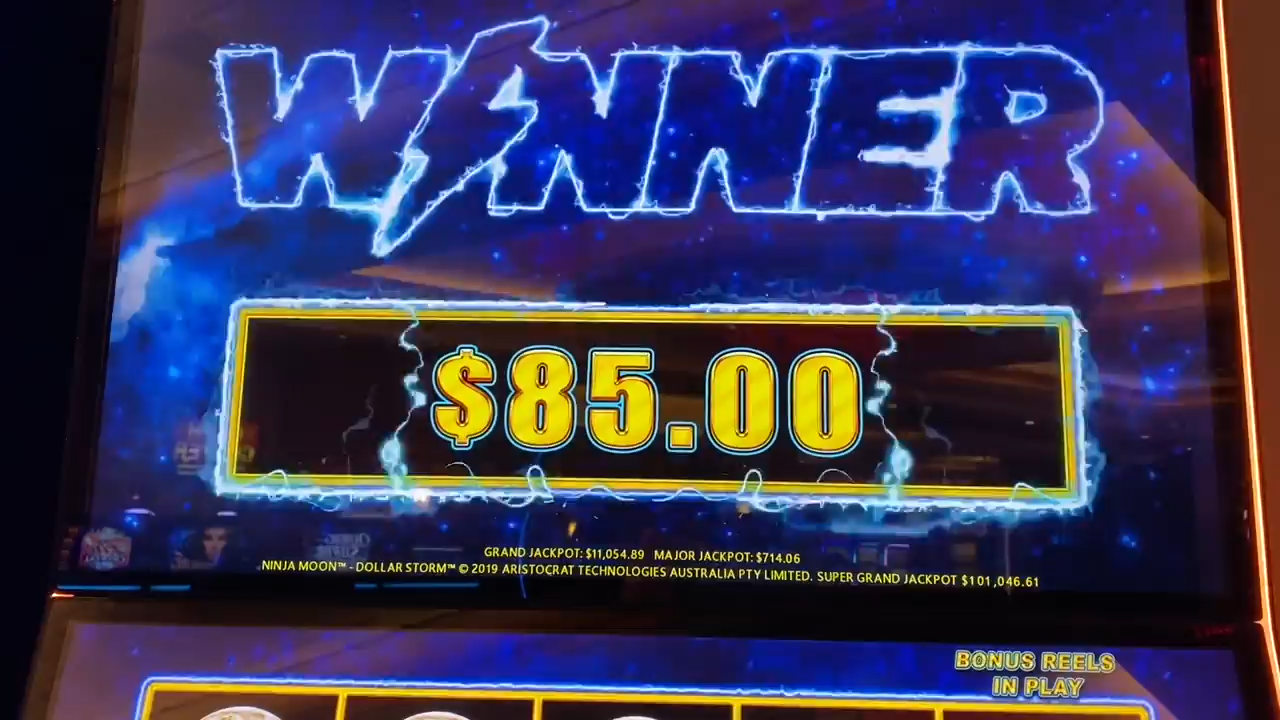 WINNER
$85.00
GRAND JACKPOT: $11,054.89 MAJOR JACKPOT: $714.06
NINJA MOON™ - DOLLAR STORM™ © 2019 ARISTOCRAT TECHNOLOGIES AUSTRALIA PTY LIMITED. SUPER GRAND JACKPOT $101,046.61
BONUS REELS
IN PLAY